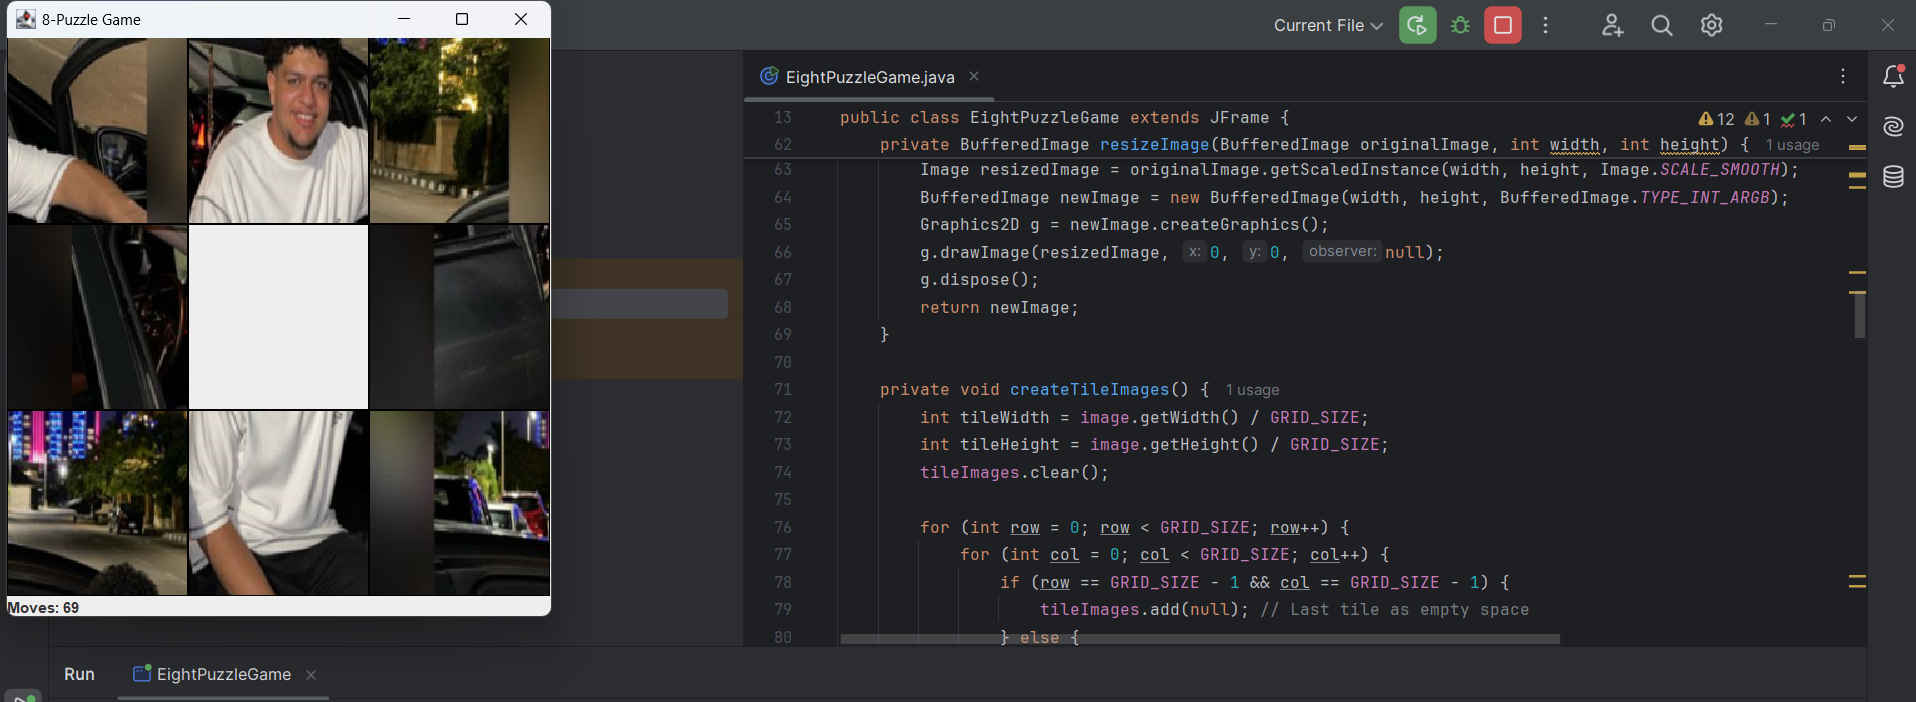 8-Puzzle Game
Moves: 69
Current File
EightPuzzleGame.java
13 public class EightPuzzleGame extends JFrame {
12 1 1
62 private BufferedImage resizeImage(BufferedImage originalImage, int width, int height) { 1 usage
63 Image resizedImage = originalImage.getScaledInstance(width, height, Image.SCALE_SMOOTH);
64 BufferedImage newImage = new BufferedImage(width, height, BufferedImage.TYPE_INT_ARGB);
65 Graphics2D g = newImage.createGraphics();
66 g.drawImage(resizedImage, x: 0, y: 0, observer: null);
67 g.dispose();
68 return newImage;
69 }
70
71 private void createTileImages() { 1 usage
72 int tileWidth = image.getWidth() / GRID_SIZE;
73 int tileHeight = image.getHeight() / GRID_SIZE;
74 tileImages.clear();
75
76 for (int row = 0; row < GRID_SIZE; row++) {
77 for (int col = 0; col < GRID_SIZE; col++) {
78 if (row == GRID_SIZE - 1 && col == GRID_SIZE - 1) {
79 tileImages.add(null); // Last tile as empty space
80 } else {
Run
EightPuzzleGame